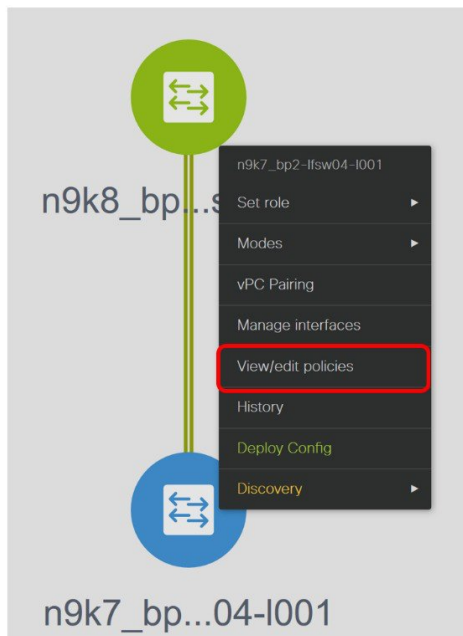 n9k7_bp2-lfsw04-l001
n9k8_bp...s
Set role
Modes
vPC Pairing
Manage interfaces
View/edit policies
History
Deploy Config
Discovery
n9k7_bp...04-l001